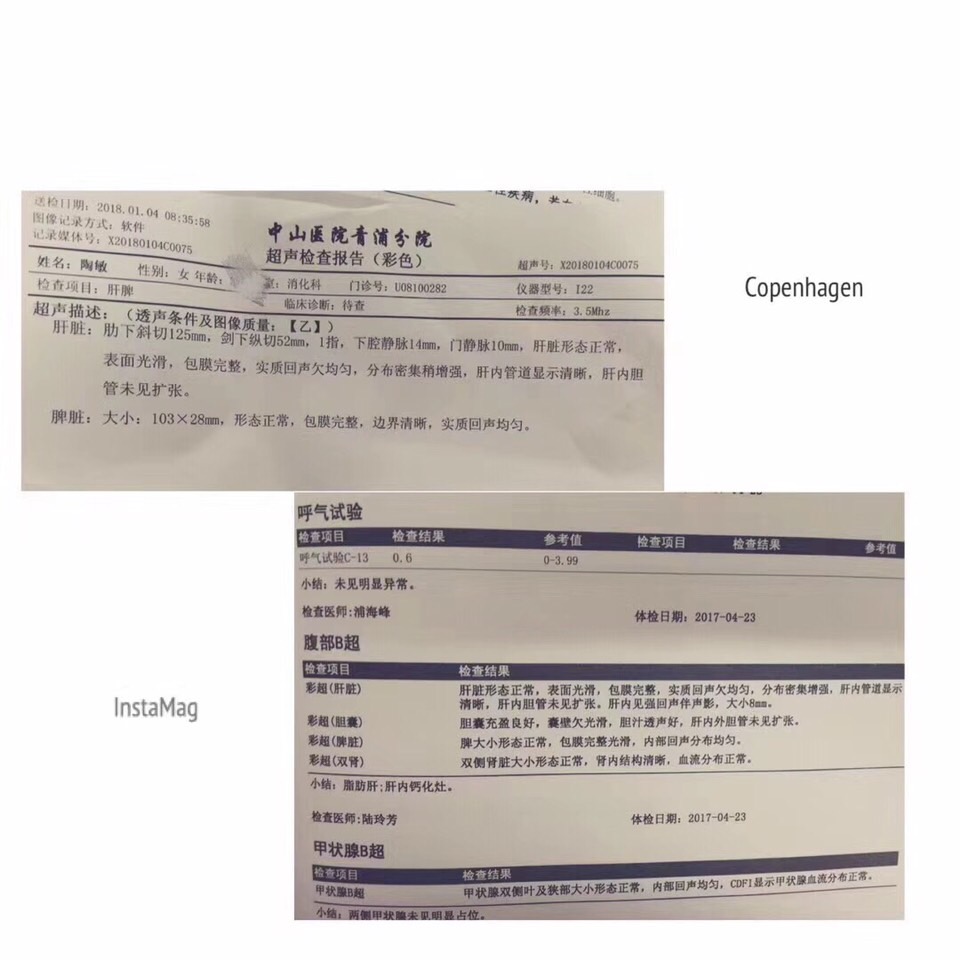 Copenhagen
送检日期: 2018.01.04 08:35:58
图像记录方式: 软件
记录媒体号: X20180104C0075
中山医院青浦分院
超声检查报告（彩色）
超声号: X20180104C0075
姓名: 陶敏 性别: 女 年龄: 消化科 门诊号: U08100282 仪器型号: I22
检查项目: 肝脾 临床诊断: 待查 检查频率: 3.5Mhz
超声描述: （透声条件及图像质量:【乙】）
肝脏: 肋下斜切125mm, 剑下纵切52mm, 1指, 下腔静脉14mm, 门静脉10mm, 肝脏形态正常,
表面光滑, 包膜完整, 实质回声欠均匀, 分布密集稍增强, 肝内管道显示清晰, 肝内胆
管未见扩张。
脾脏: 大小: 103×28mm, 形态正常, 包膜完整, 边界清晰, 实质回声均匀。
InstaMag
呼气试验
检查项目 检查结果 参考值 检查项目 检查结果 参考值
呼气试验C-13 0.6 0-3.99
小结: 未见明显异常。
检查医师:浦海峰 体检日期: 2017-04-23
腹部B超
检查项目 检查结果
彩超(肝脏) 肝脏形态正常, 表面光滑, 包膜完整, 实质回声欠均匀, 分布密集增强, 肝内管道显示
清晰, 肝内胆管未见扩张。肝内见强回声伴声影, 大小8mm。
彩超(胆囊) 胆囊充盈良好, 囊壁欠光滑, 胆汁透声好, 肝内外胆管未见扩张。
彩超(脾脏) 脾大小形态正常, 包膜完整光滑, 内部回声分布均匀。
彩超(双肾) 双侧肾脏大小形态正常, 肾内结构清晰, 血流分布正常。
小结: 脂肪肝;肝内钙化灶。
检查医师:陆玲芳 体检日期: 2017-04-23
甲状腺B超
检查项目 检查结果
甲状腺B超 甲状腺双侧叶及狭部大小形态正常, 内部回声均匀, CDFI显示甲状腺血流分布正常。
小结: 两侧甲状腺未见明显占位。